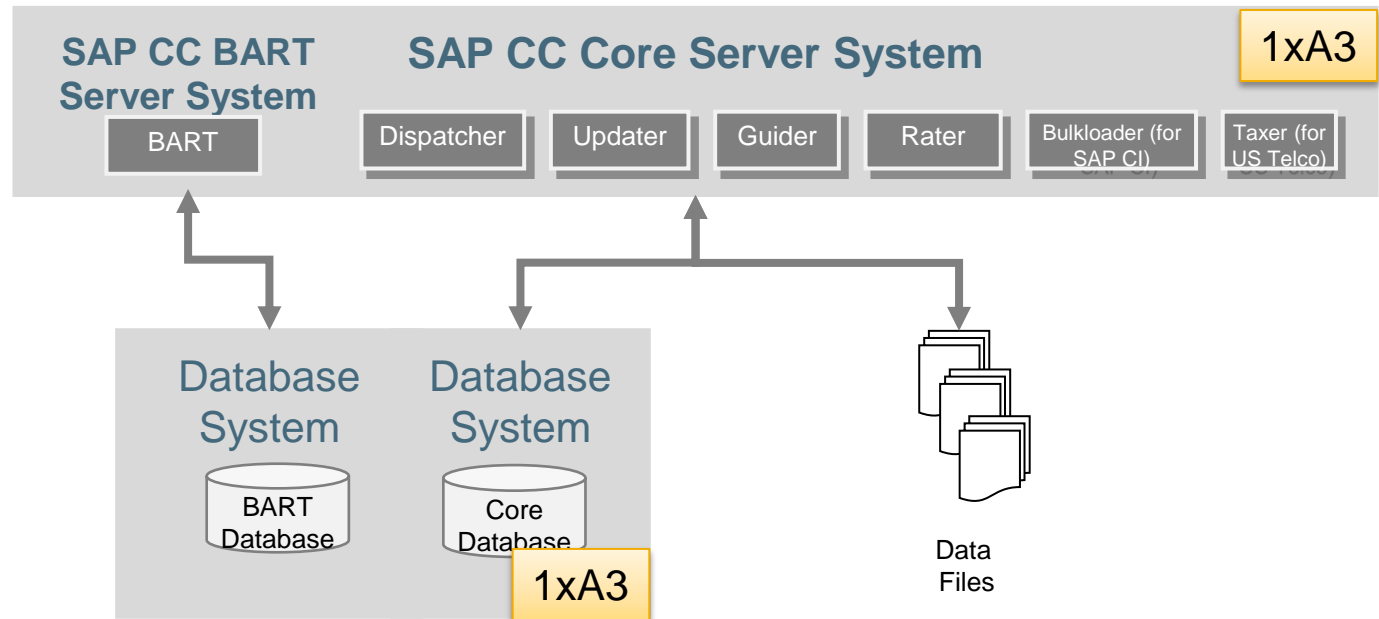 SAP CC BART
Server System
SAP CC Core Server System
1xA3
BART
Dispatcher
Updater
Guider
Rater
Bulkloader (for
SAP CI)
Taxer (for
US Telco)
Database
System
Database
System
BART
Database
Core
Database
1xA3
Data
Files